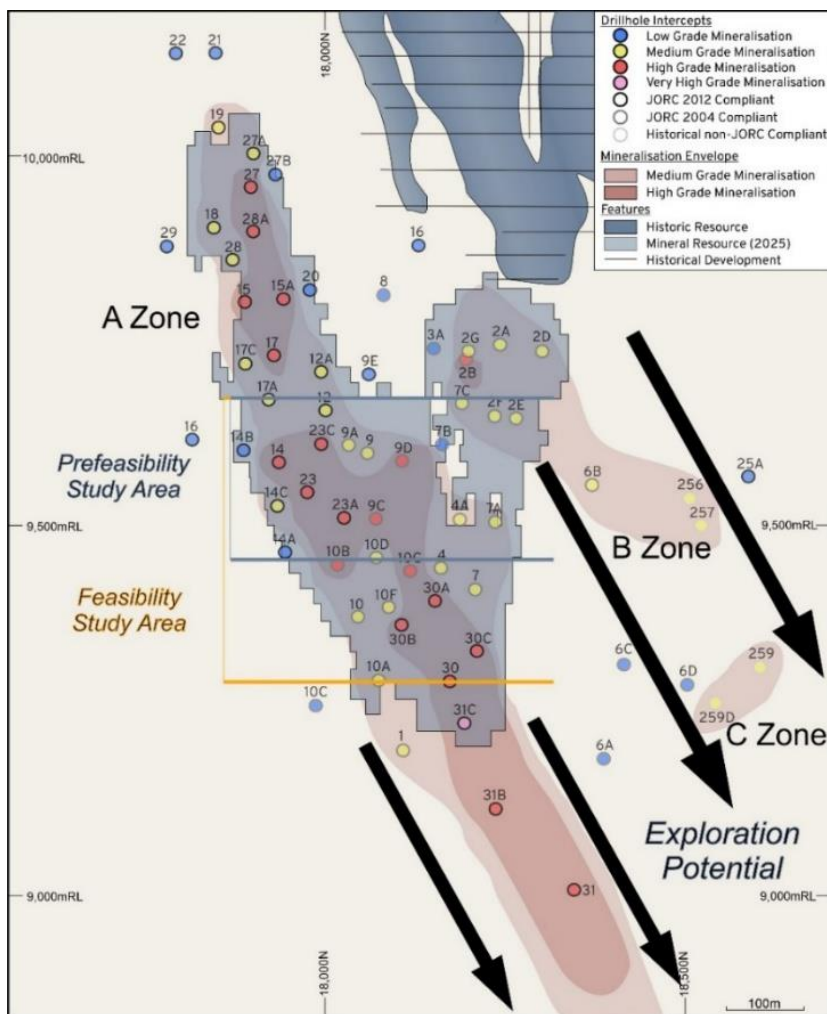 Drillhole Intercepts
Low Grade Mineralisation
Medium Grade Mineralisation
High Grade Mineralisation
Very High Grade Mineralisation
JORC 2012 Compliant
JORC 2004 Compliant
Historical non-JORC Compliant
Mineralisation Envelope
Medium Grade Mineralisation
High Grade Mineralisation
Features
Historic Resource
Mineral Resource (2025)
Historical Development
18,000N
22
21
19
27A
10,000mRL
27B
27
18
28A
29
28
16
20
8
15
15A
A Zone
17
17C
12A
9E
3A
2G
2A
2D
2B
17A
12
7C
2F
2E
16
14B
23C
9A
9
9D
7B
Prefeasibility
Study Area
14
23
6B
256
25A
14C
23A
9C
4A
7A
257
9,500mRL
9,500mRL
14A
10B
10D
10C
4
B Zone
7
Feasibility
Study Area
10
10F
30A
30B
30C
6C
259
10A
30
6D
10C
31C
259D
C Zone
1
6A
31B
Exploration
Potential
31
9,000mRL
9,000mRL
18,000N
18,500N
100m